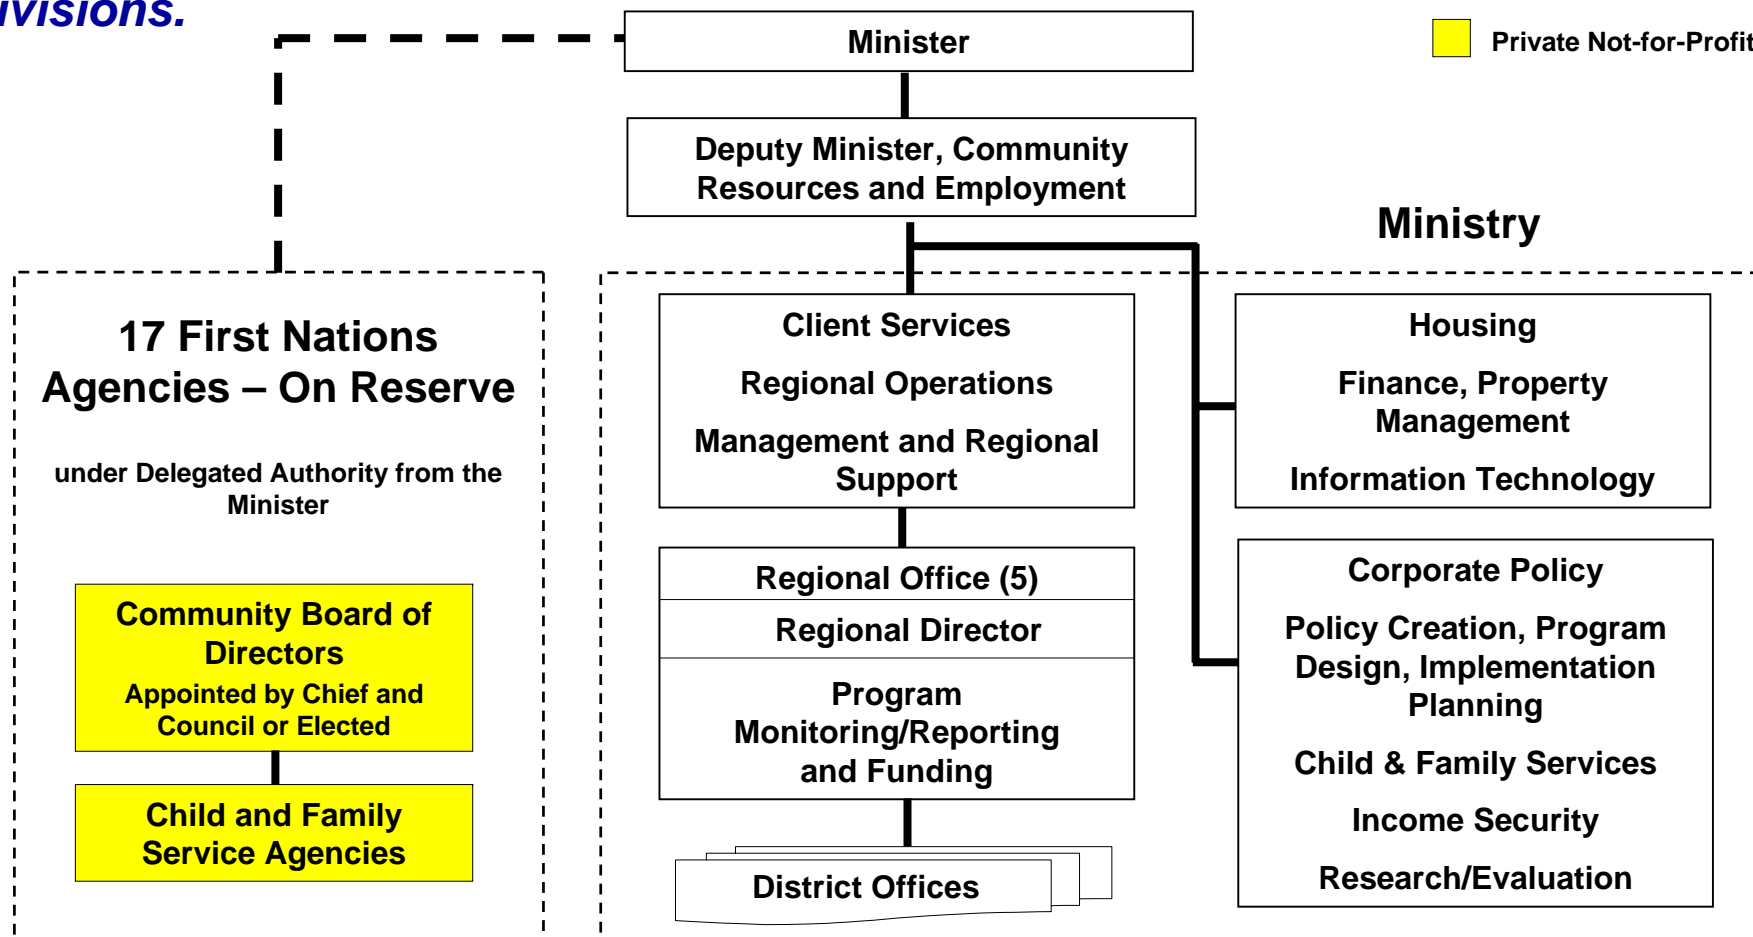 ivisions.
Minister
Private Not-for-Profit
Deputy Minister, Community
Resources and Employment
Ministry
17 First Nations
Agencies – On Reserve
under Delegated Authority from the
Minister
Community Board of
Directors
Appointed by Chief and
Council or Elected
Child and Family
Service Agencies
Client Services
Regional Operations
Management and Regional
Support
Regional Office (5)
Regional Director
Program
Monitoring/Reporting
and Funding
District Offices
Housing
Finance, Property
Management
Information Technology
Corporate Policy
Policy Creation, Program
Design, Implementation
Planning
Child & Family Services
Income Security
Research/Evaluation